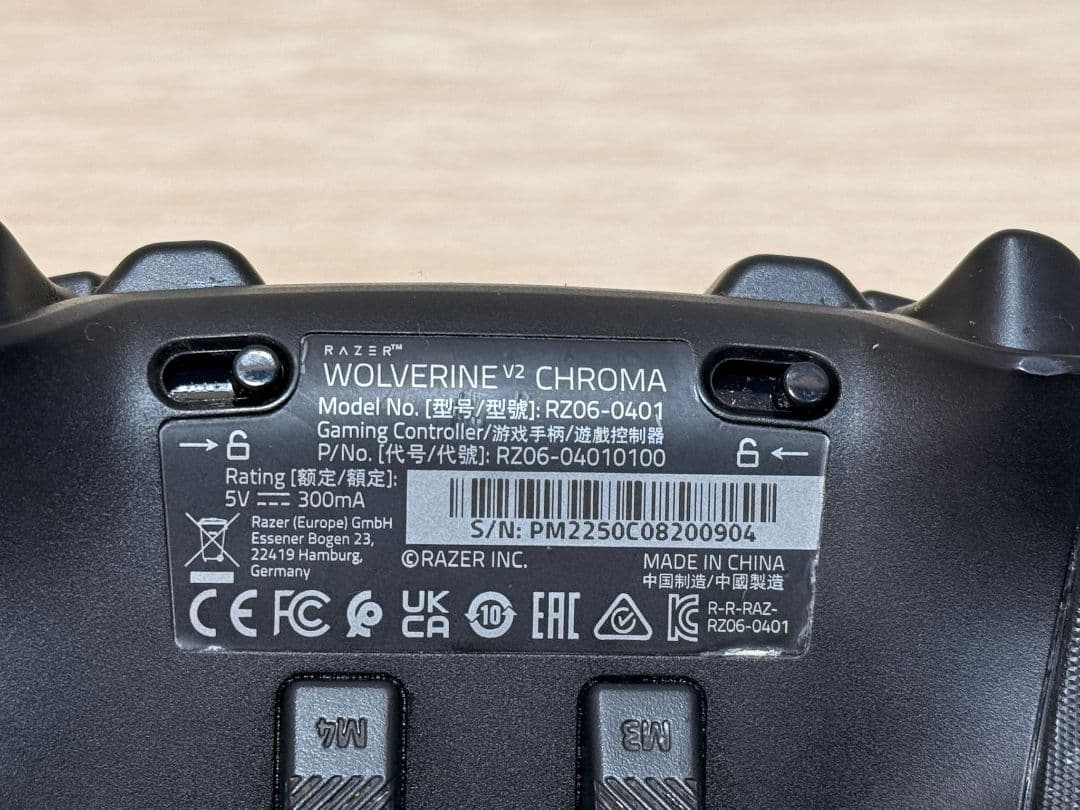 RAZER™
WOLVERINE V2 CHROMA
Model No. [型号/型號]: RZ06-0401
Gaming Controller/游戏手柄/遊戲控制器
P/No. [代号/代號]: RZ06-04010100
Rating [额定/額定]:
5V ⎓ 300mA
S/N: PM2250C08200904
Razer (Europe) GmbH
Essener Bogen 23,
22419 Hamburg,
Germany
©RAZER INC.
MADE IN CHINA
中国制造/中國製造
CE FC UK CA 10 EAC KC
R-R-RAZ-
RZ06-0401
M4 M3